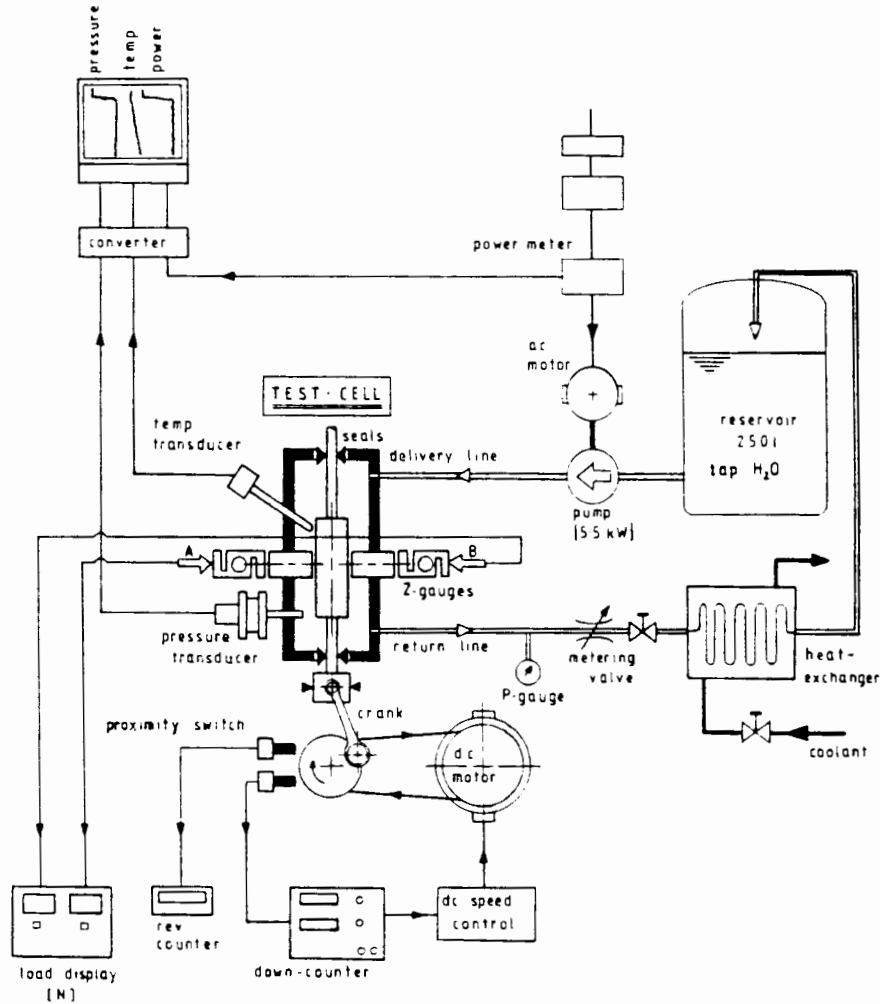 pressure
temp
power
converter
power meter
ac
motor
TEST-CELL
seals
temp
transducer
delivery line
reservoir
250l
tap H₂O
pump
[5·5 kW]
A
B
Z-gauges
pressure
transducer
return line
metering
valve
P-gauge
heat-
exchanger
coolant
crank
proximity switch
dc
motor
dc speed
control
rev
counter
down-counter
load display
[N]